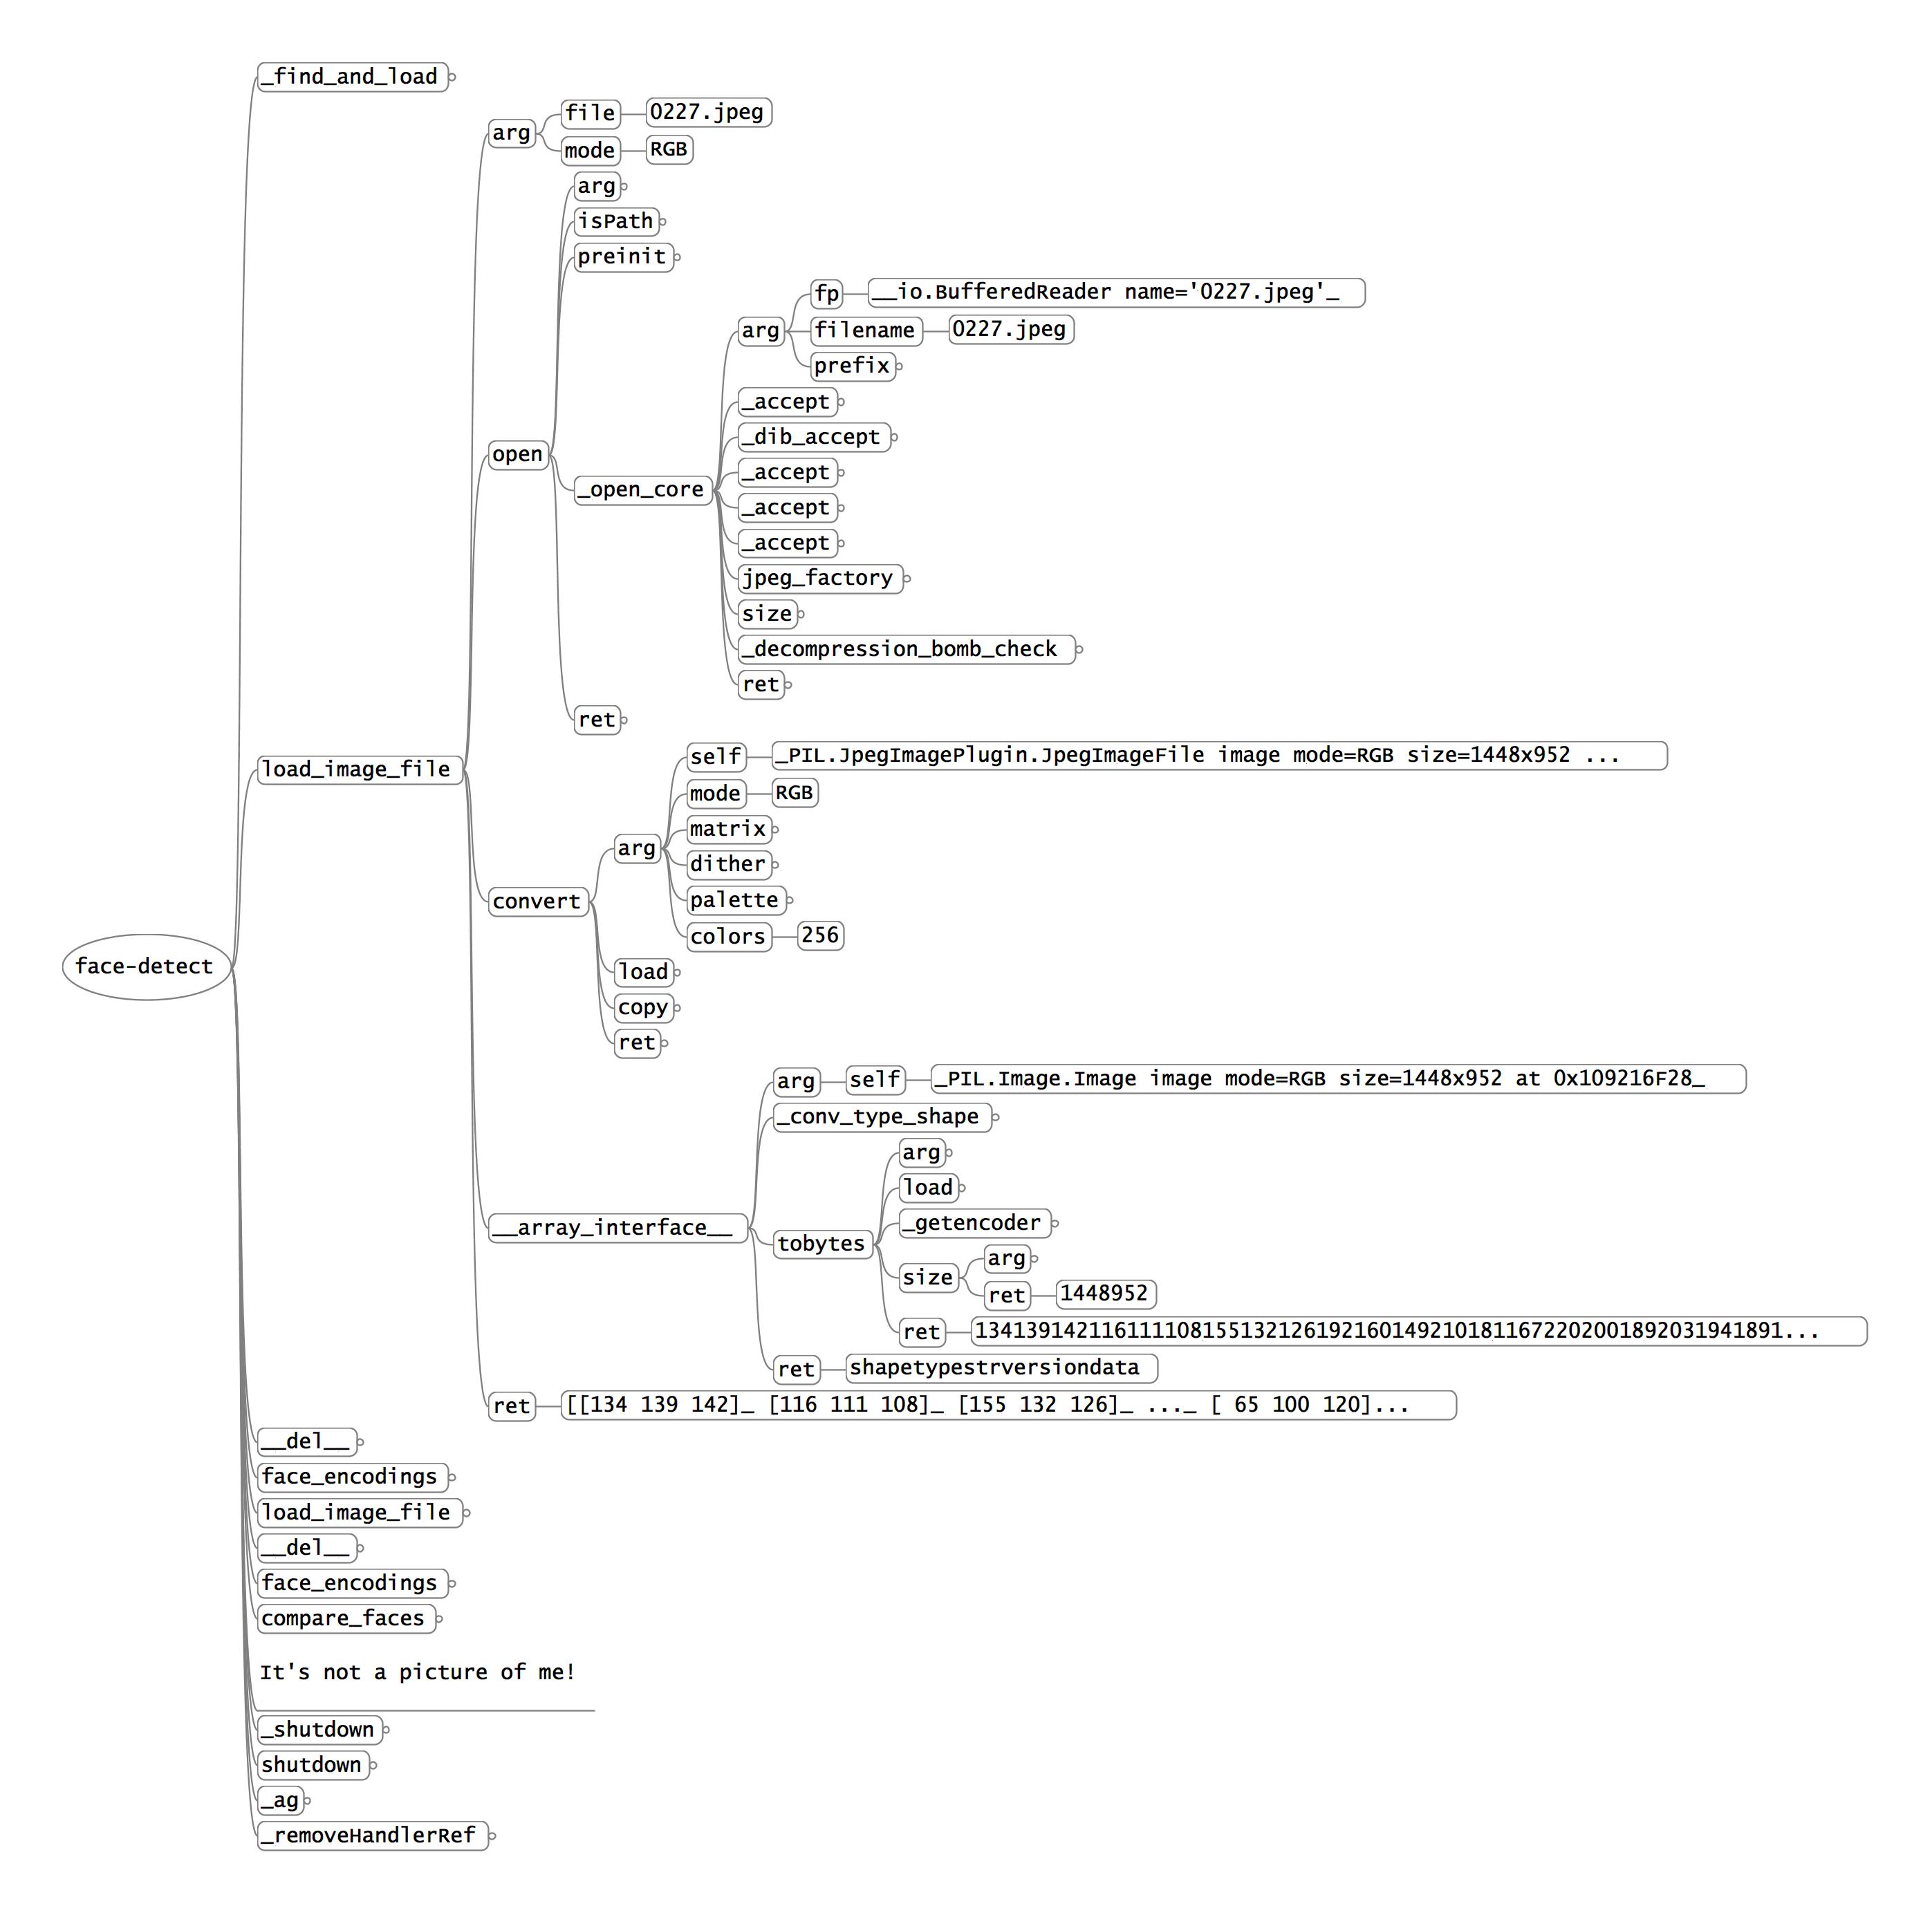 _find_and_load
arg
file
0227.jpeg
mode
RGB
arg
isPath
preinit
fp
__io.BufferedReader name='0227.jpeg'_
arg
filename
0227.jpeg
prefix
_accept
_dib_accept
open
_accept
_open_core
_accept
_accept
jpeg_factory
size
_decompression_bomb_check
ret
ret
self
_PIL.JpegImagePlugin.JpegImageFile image mode=RGB size=1448x952 ...
load_image_file
mode
RGB
matrix
arg
dither
convert
palette
colors
256
face-detect
load
copy
ret
arg
self
_PIL.Image.Image image mode=RGB size=1448x952 at 0x109216F28_
_conv_type_shape
arg
load
__array_interface__
_getencoder
tobytes
arg
size
ret
1448952
ret
1341391421161111081551321261921601492101811672202001892031941891...
ret
shapetypestrversiondata
ret
[[134 139 142]_ [116 111 108]_ [155 132 126]_ ..._ [ 65 100 120]...
__del__
face_encodings
load_image_file
__del__
face_encodings
compare_faces
It's not a picture of me!
_shutdown
shutdown
_ag
_removeHandlerRef